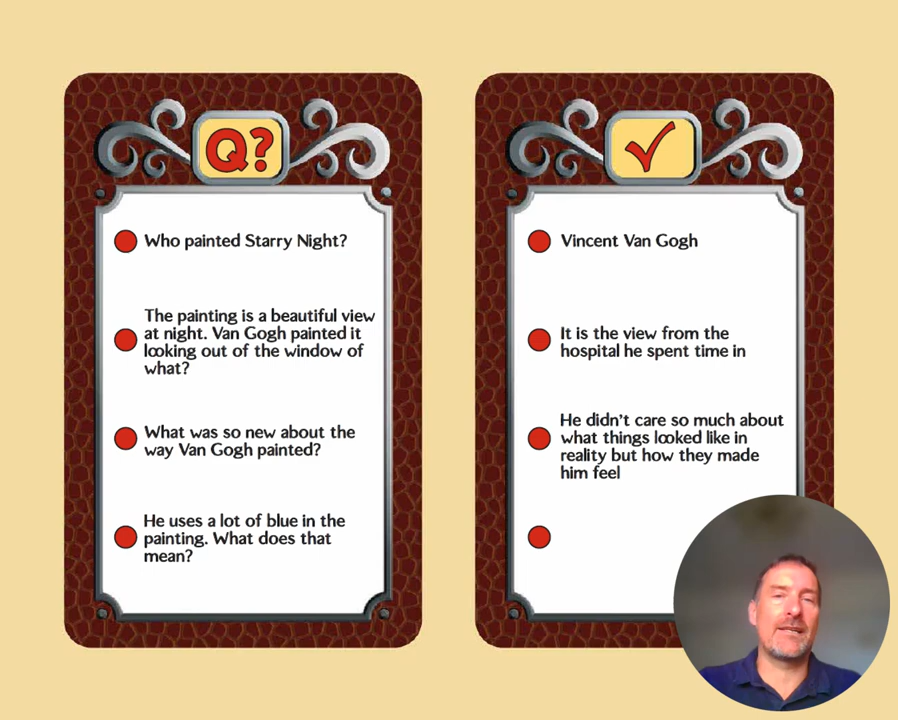 Q?
Who painted Starry Night?
The painting is a beautiful view
at night. Van Gogh painted it
looking out of the window of
what?
What was so new about the
way Van Gogh painted?
He uses a lot of blue in the
painting. What does that
mean?
Vincent Van Gogh
It is the view from the
hospital he spent time in
He didn't care so much about
what things looked like in
reality but how they made
him feel